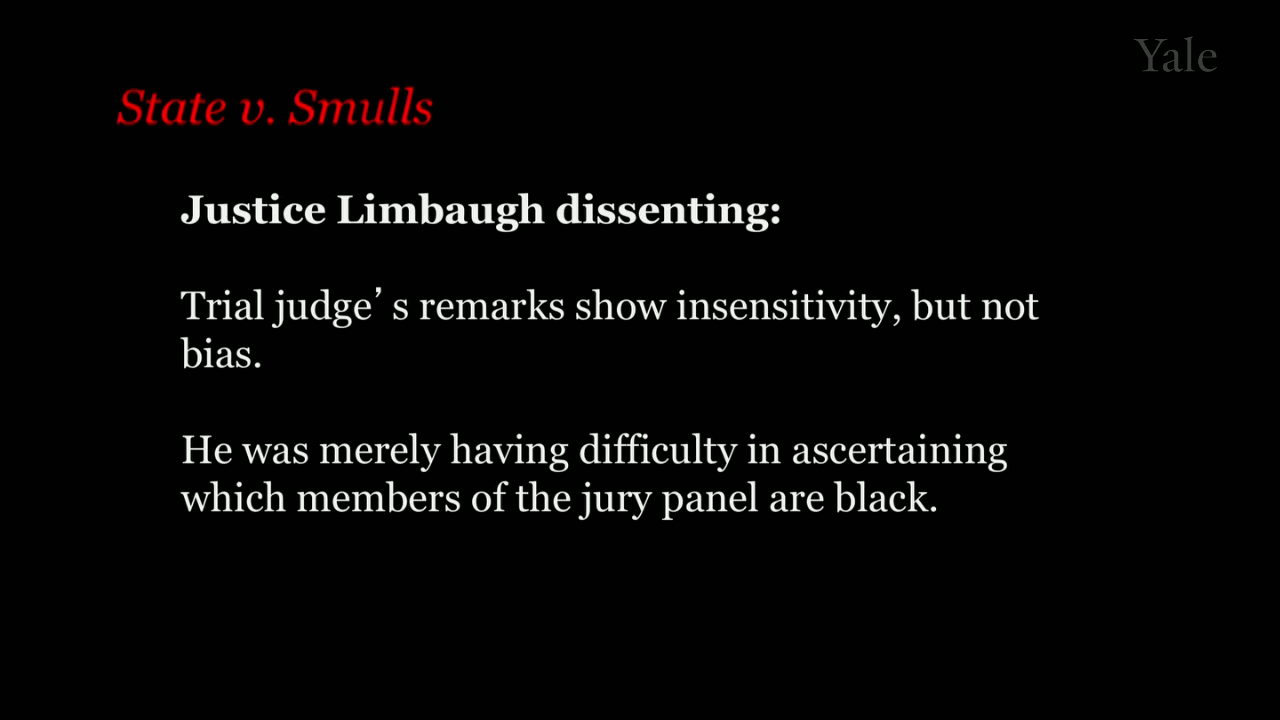 Yale
State v. Smulls
Justice Limbaugh dissenting:
Trial judge’ s remarks show insensitivity, but not
bias.
He was merely having difficulty in ascertaining
which members of the jury panel are black.